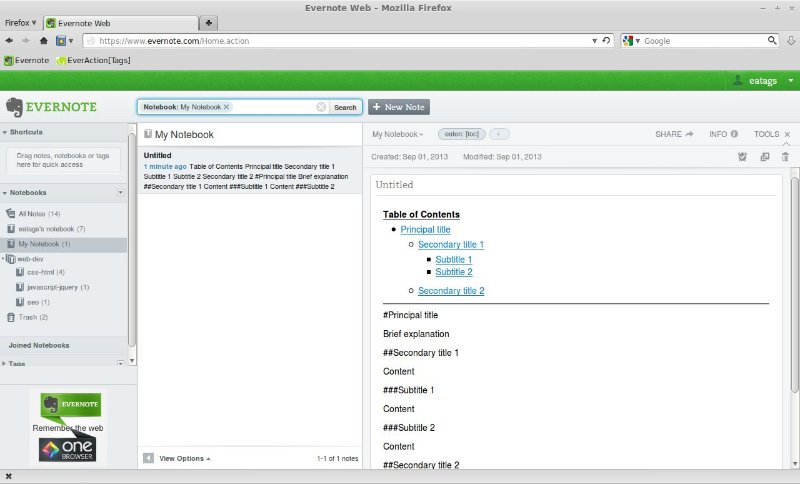 Evernote Web - Mozilla Firefox
Firefox
Evernote Web
https://www.evernote.com/Home.action
Google
Evernote
EverAction[Tags]
eatags
EVERNOTE
Notebook: My Notebook
Search
+ New Note
Shortcuts
Drag notes, notebooks or tags
here for quick access
Notebooks
All Notes (14)
eatags's notebook (7)
My Notebook (1)
web-dev
css-html (4)
javascript-jquery (1)
seo (1)
Trash (2)
Joined Notebooks
Tags
EVERNOTE
Remember the web
one
BROWSER
My Notebook
Untitled
1 minute ago Table of Contents Principal title Secondary title 1
Subtitle 1 Subtitle 2 Secondary title 2 #Principal title Brief explanation
##Secondary title 1 Content ###Subtitle 1 Content ###Subtitle 2
View Options
1-1 of 1 notes
My Notebook
eaten: [toc]
+
SHARE
INFO
TOOLS
Created: Sep 01, 2013
Modified: Sep 01, 2013
Untitled
Table of Contents
Principal title
Secondary title 1
Subtitle 1
Subtitle 2
Secondary title 2
#Principal title
Brief explanation
##Secondary title 1
Content
###Subtitle 1
Content
###Subtitle 2
Content
##Secondary title 2